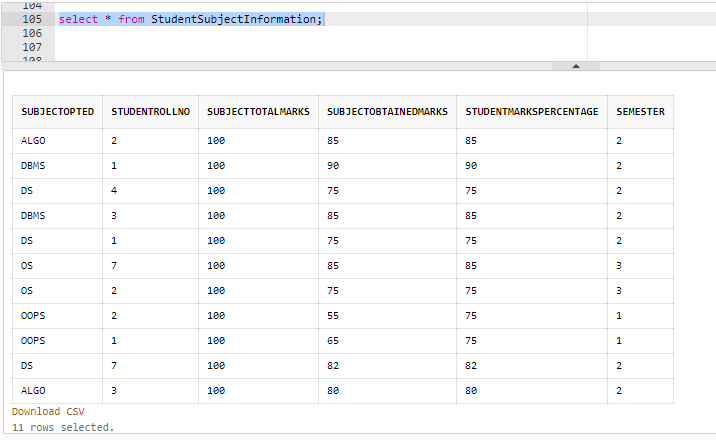 104
105 select * from StudentSubjectInformation;
106
107
108
SUBJECTOPTED STUDENTROLLNO SUBJECTTOTALMARKS SUBJECTOBTAINEDMARKS STUDENTMARKSPERCENTAGE SEMESTER
ALGO 2 100 85 85 2
DBMS 1 100 90 90 2
DS 4 100 75 75 2
DBMS 3 100 85 85 2
DS 1 100 75 75 2
OS 7 100 85 85 3
OS 2 100 75 75 3
OOPS 2 100 55 75 1
OOPS 1 100 65 75 1
DS 7 100 82 82 2
ALGO 3 100 80 80 2
Download CSV
11 rows selected.